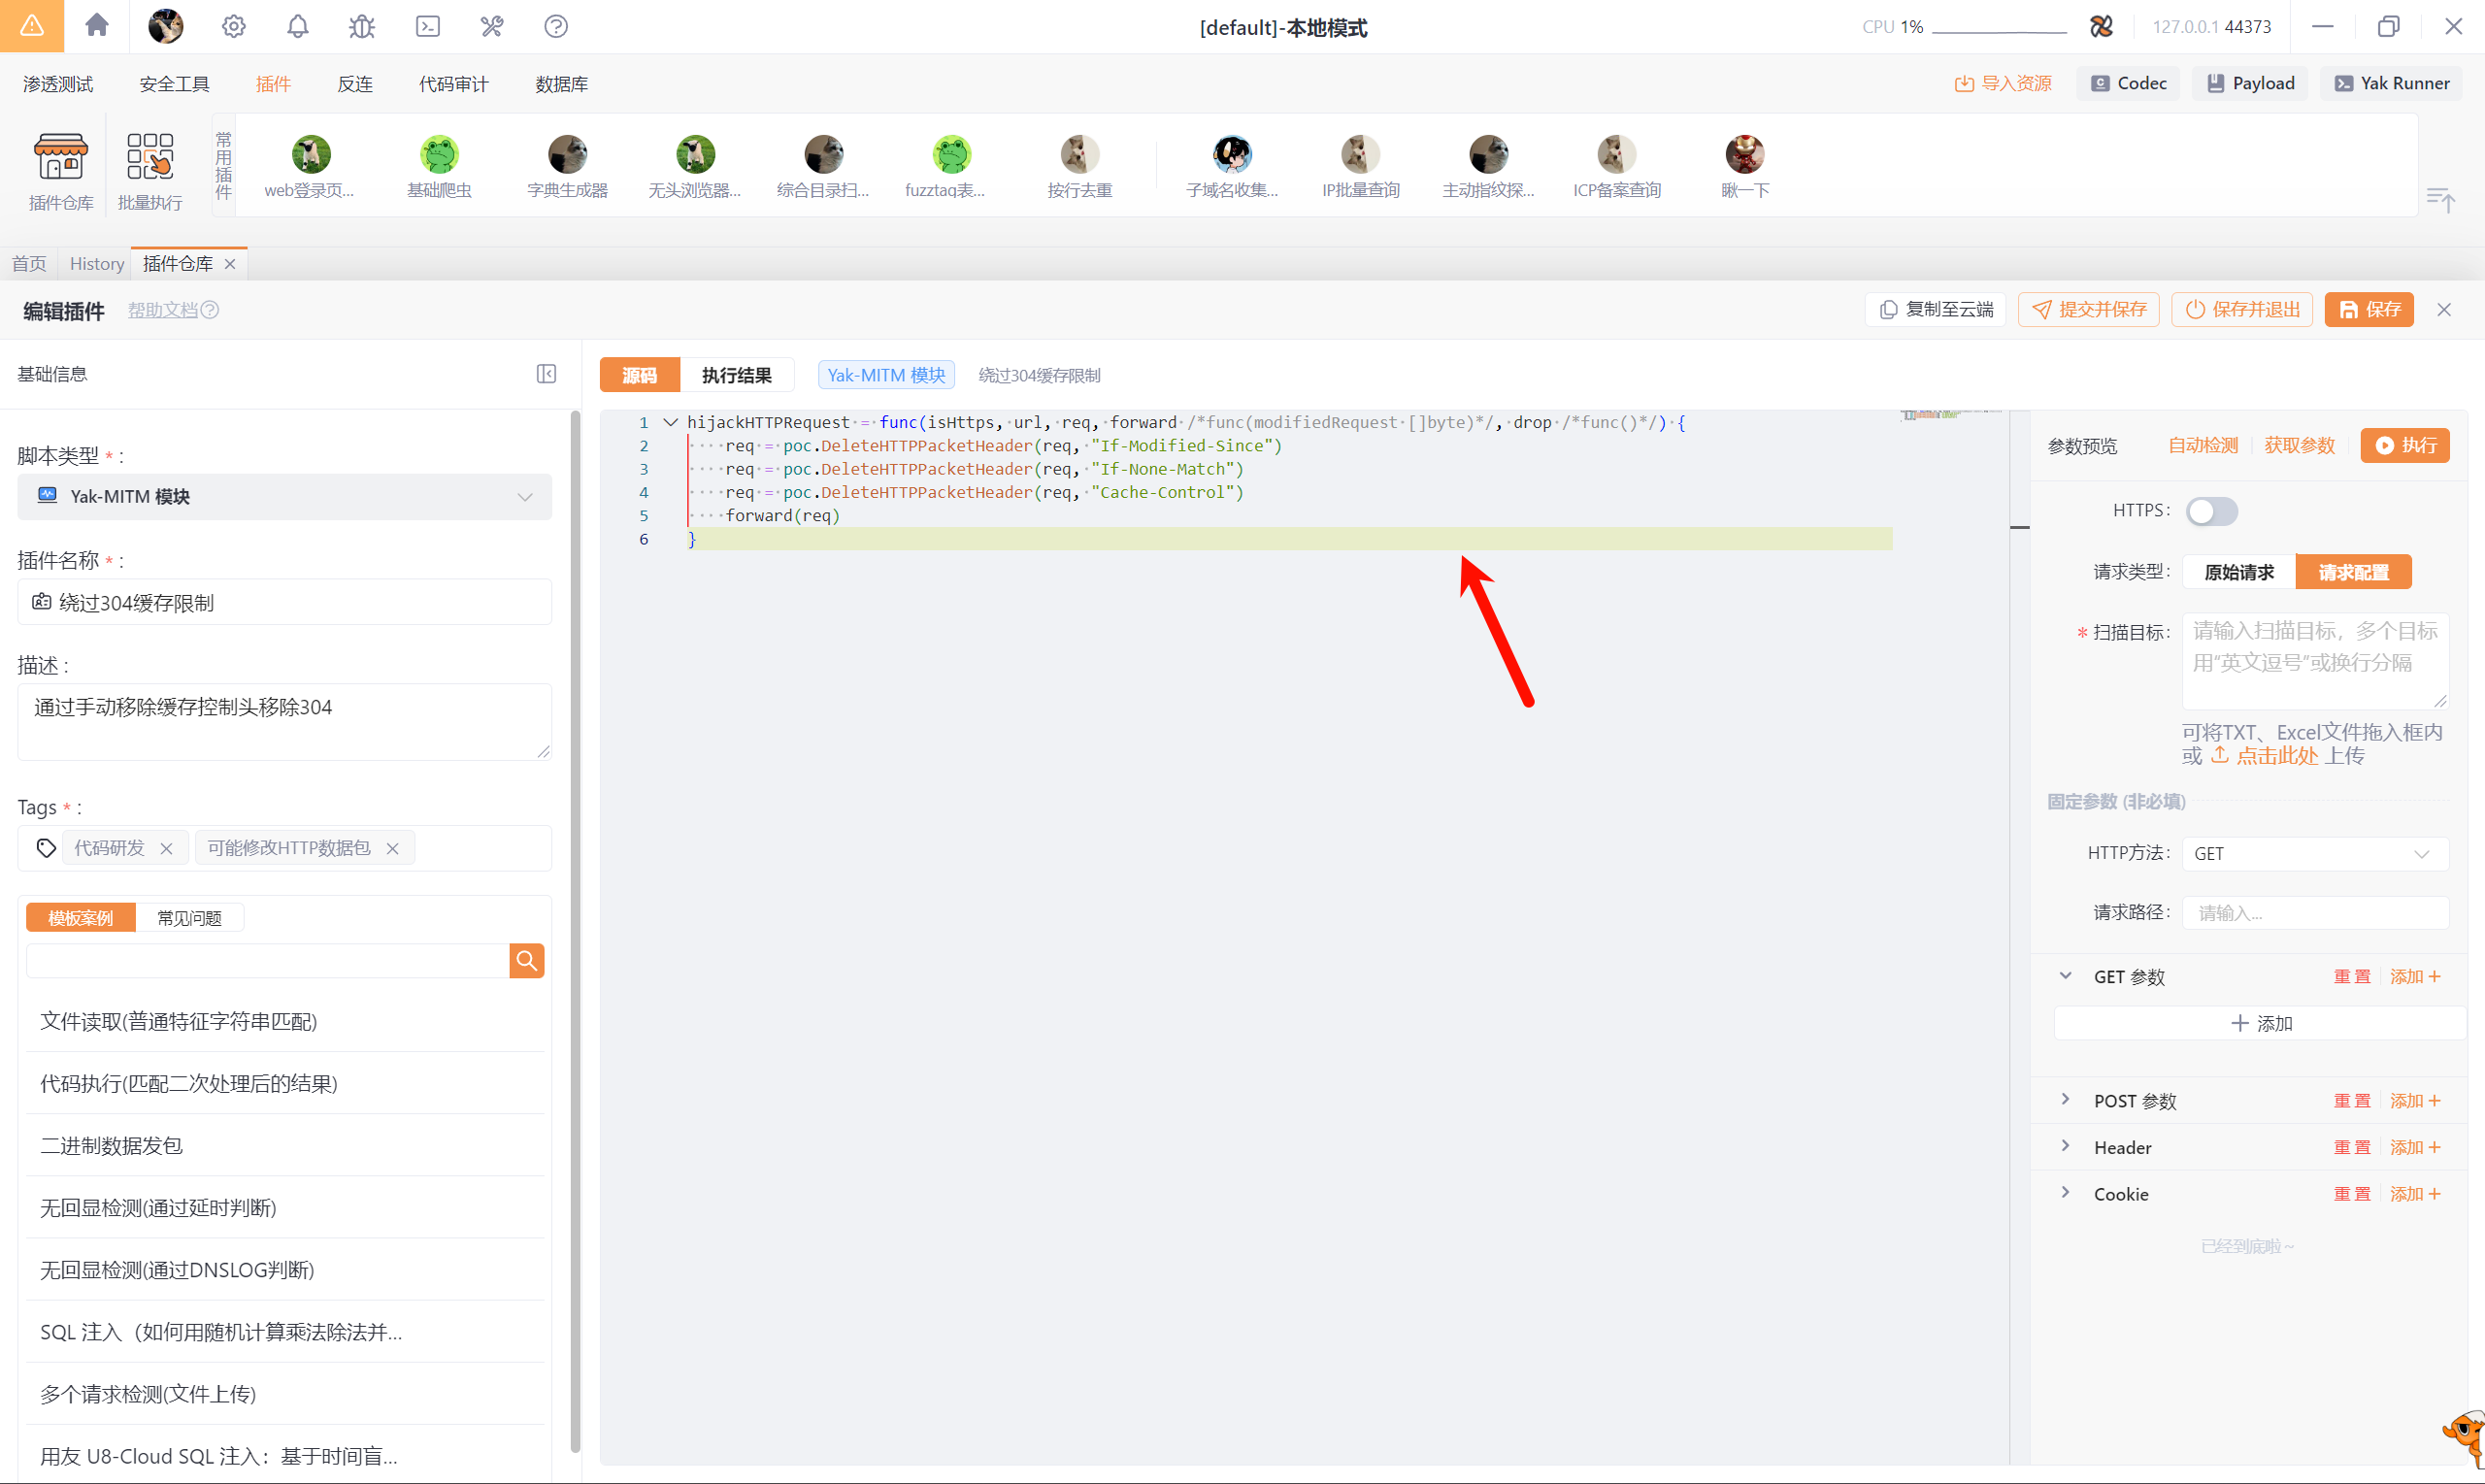 [default]-本地模式
CPU 1%
127.0.0.1 44373
渗透测试 安全工具 插件 反连 代码审计 数据库
导入资源 Codec Payload Yak Runner
插件仓库 批量执行
常用插件
web登录页... 基础爬虫 字典生成器 无头浏览器... 综合目录扫... fuzztag表... 按行去重 子域名收集... IP批量查询 主动指纹探... ICP备案查询 瞅一下
首页 History 插件仓库
编辑插件 帮助文档
复制至云端 提交并保存 保存并退出 保存
基础信息
脚本类型 * :
Yak-MITM 模块
插件名称 * :
绕过304缓存限制
描述 :
通过手动移除缓存控制头移除304
Tags * :
代码研发 可能修改HTTP数据包
模板案例 常见问题
文件读取(普通特征字符串匹配)
代码执行(匹配二次处理后的结果)
二进制数据发包
无回显检测(通过延时判断)
无回显检测(通过DNSLOG判断)
SQL 注入（如何用随机计算乘法除法并...
多个请求检测(文件上传)
用友 U8-Cloud SQL 注入：基于时间盲...
源码 执行结果 Yak-MITM 模块 绕过304缓存限制
1 hijackHTTPRequest = func(isHttps, url, req, forward /*func(modifiedRequest []byte)*/, drop /*func()*/) {
2     req = poc.DeleteHTTPPacketHeader(req, "If-Modified-Since")
3     req = poc.DeleteHTTPPacketHeader(req, "If-None-Match")
4     req = poc.DeleteHTTPPacketHeader(req, "Cache-Control")
5     forward(req)
6 }
参数预览 自动检测 获取参数 执行
HTTPS :
请求类型 : 原始请求 请求配置
* 扫描目标 : 请输入扫描目标，多个目标
用“英文逗号”或换行分隔
可将TXT、Excel文件拖入框内
或 点击此处 上传
固定参数 (非必填)
HTTP方法 : GET
请求路径 : 请输入...
GET 参数 重置 添加 +
+ 添加
POST 参数 重置 添加 +
Header 重置 添加 +
Cookie 重置 添加 +
已经到底啦～